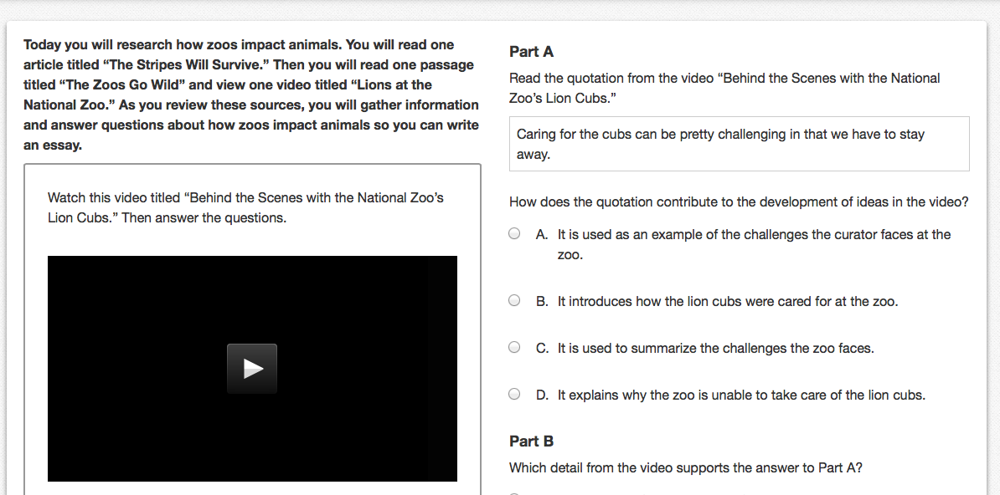 Today you will research how zoos impact animals. You will read one
article titled “The Stripes Will Survive.” Then you will read one passage
titled “The Zoos Go Wild” and view one video titled “Lions at the
National Zoo.” As you review these sources, you will gather information
and answer questions about how zoos impact animals so you can write
an essay.
Watch this video titled “Behind the Scenes with the National Zoo’s
Lion Cubs.” Then answer the questions.
Part A
Read the quotation from the video “Behind the Scenes with the National
Zoo’s Lion Cubs.”
Caring for the cubs can be pretty challenging in that we have to stay
away.
How does the quotation contribute to the development of ideas in the video?
A. It is used as an example of the challenges the curator faces at the
zoo.
B. It introduces how the lion cubs were cared for at the zoo.
C. It is used to summarize the challenges the zoo faces.
D. It explains why the zoo is unable to take care of the lion cubs.
Part B
Which detail from the video supports the answer to Part A?